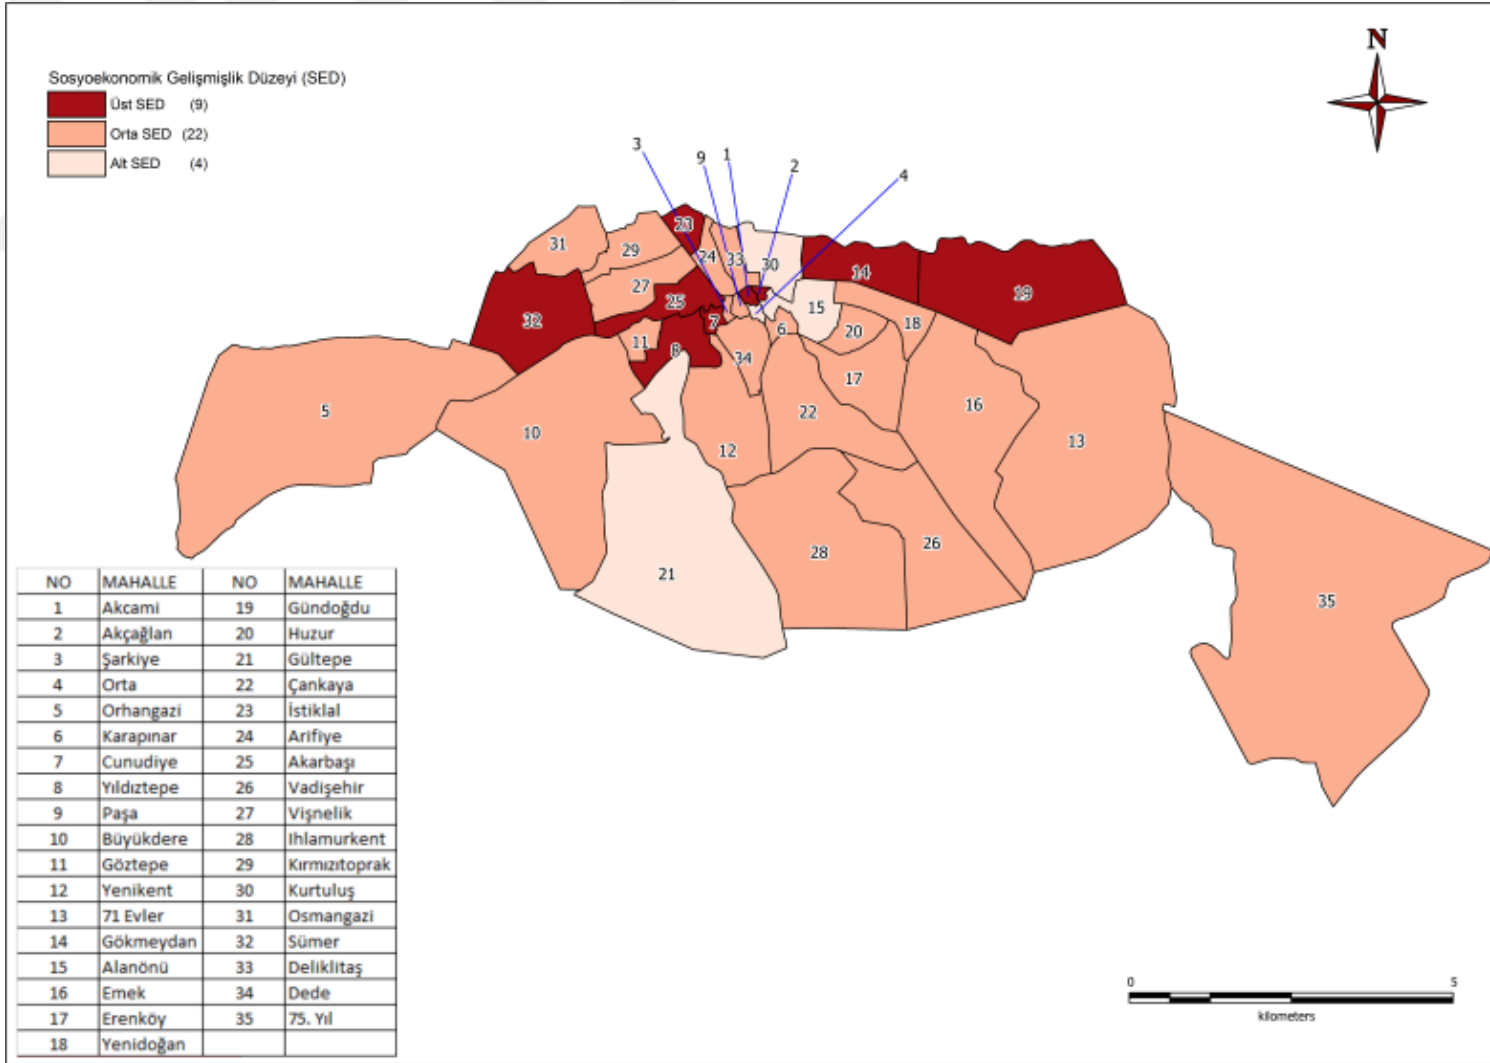 N
Sosyoekonomik Gelişmişlik Düzeyi (SED)
Üst SED (9)
Orta SED (22)
Alt SED (4)
3
9
1
2
4
23
31
29
24
33
30
14
27
25
19
32
7
15
11
8
6
20
18
34
17
5
10
22
16
12
13
28
26
21
35
NO MAHALLE NO MAHALLE
1 Akcami 19 Gündoğdu
2 Akçağlan 20 Huzur
3 Şarkiye 21 Gültepe
4 Orta 22 Çankaya
5 Orhangazi 23 İstiklal
6 Karapınar 24 Arifiye
7 Cunudiye 25 Akarbaşı
8 Yıldıztepe 26 Vadişehir
9 Paşa 27 Vişnelik
10 Büyükdere 28 Ihlamurkent
11 Göztepe 29 Kırmızıtoprak
12 Yenikent 30 Kurtuluş
13 71 Evler 31 Osmangazi
14 Gökmeydan 32 Sümer
15 Alanönü 33 Deliklitaş
16 Emek 34 Dede
17 Erenköy 35 75. Yıl
18 Yenidoğan
0 5
kilometers